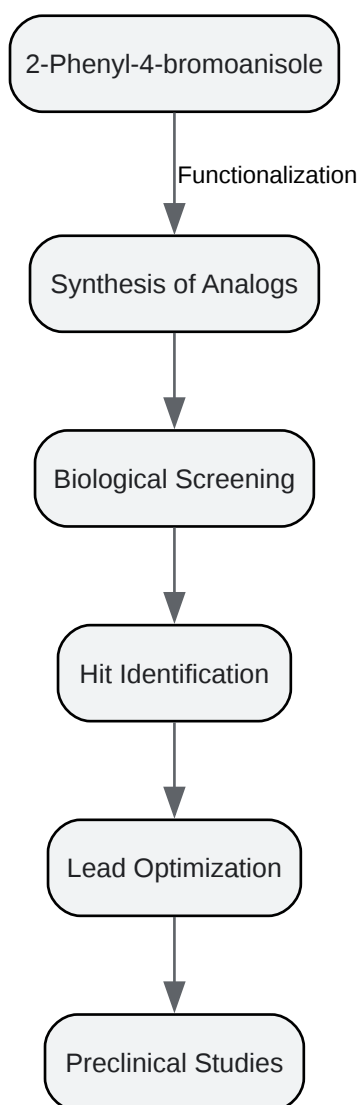 2-Phenyl-4-bromoanisole
Functionalization
Synthesis of Analogs
Biological Screening
Hit Identification
Lead Optimization
Preclinical Studies